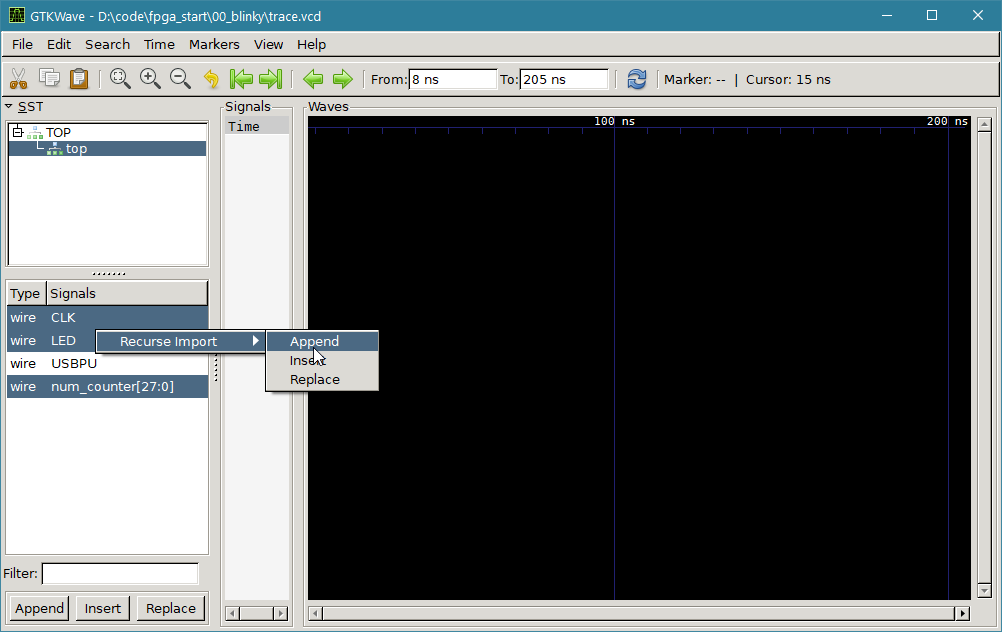 GTKWave - D:\code\fpga_start\00_blinky\trace.vcd
File Edit Search Time Markers View Help
From: 8 ns To: 205 ns Marker: -- | Cursor: 15 ns
SST
TOP
top
Type Signals
wire CLK
wire LED
wire USBPU
wire num_counter[27:0]
Recurse Import
Append
Insert
Replace
Filter:
Append Insert Replace
Signals
Time
Waves
100 ns 200 ns